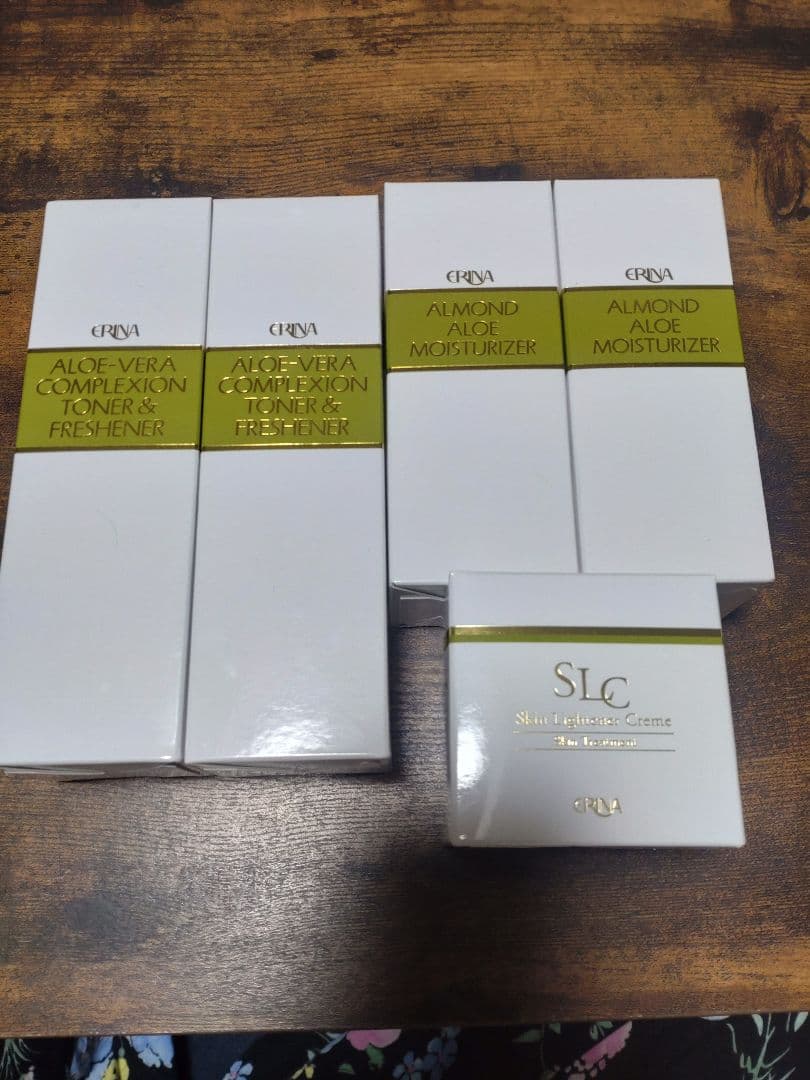 ERINA
ALOE-VERA
COMPLEXION
TONER &
FRESHENER
ERINA
ALOE-VERA
COMPLEXION
TONER &
FRESHENER
ERINA
ALMOND
ALOE
MOISTURIZER
ERINA
ALMOND
ALOE
MOISTURIZER
SLC
Skin Lightener Creme
Skin Treatment
ERINA